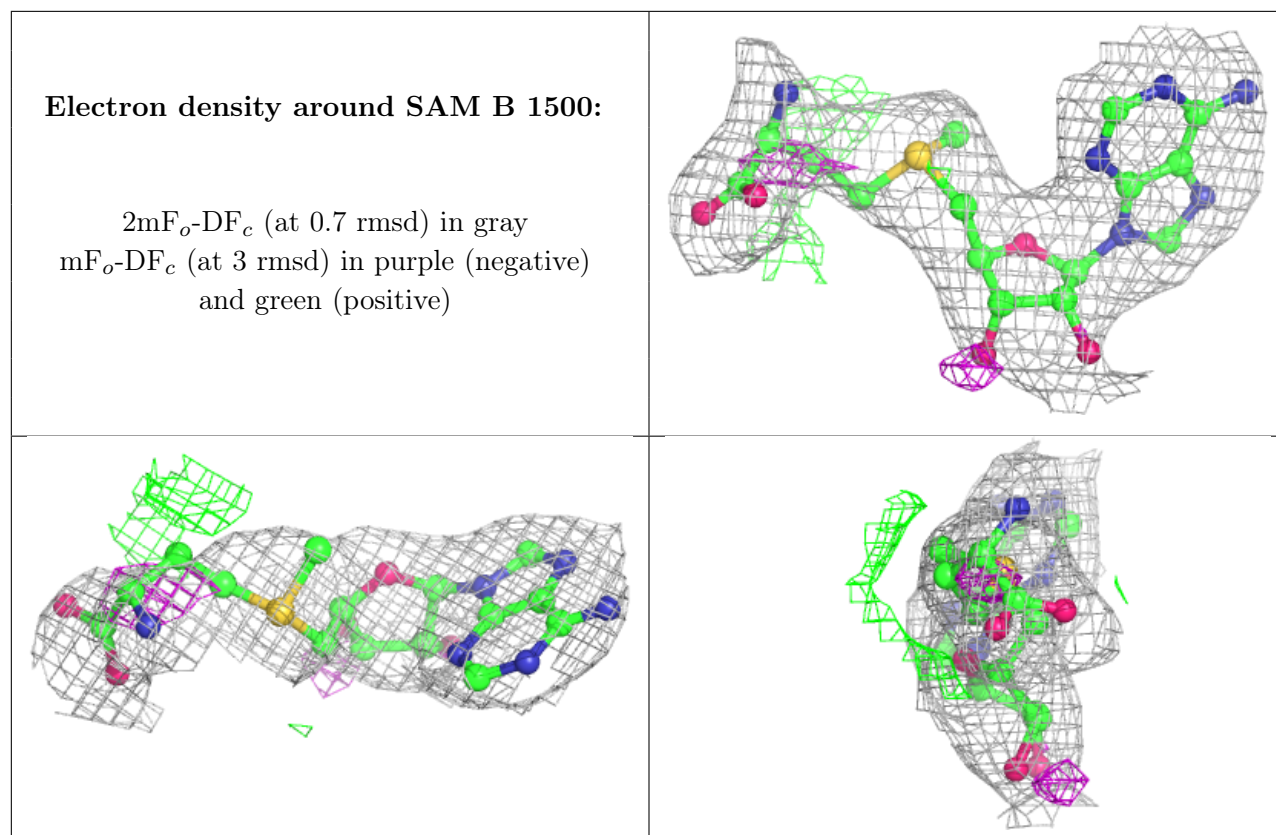 Electron density around SAM B 1500:
2mFo-DFc (at 0.7 rmsd) in gray
mFo-DFc (at 3 rmsd) in purple (negative)
and green (positive)